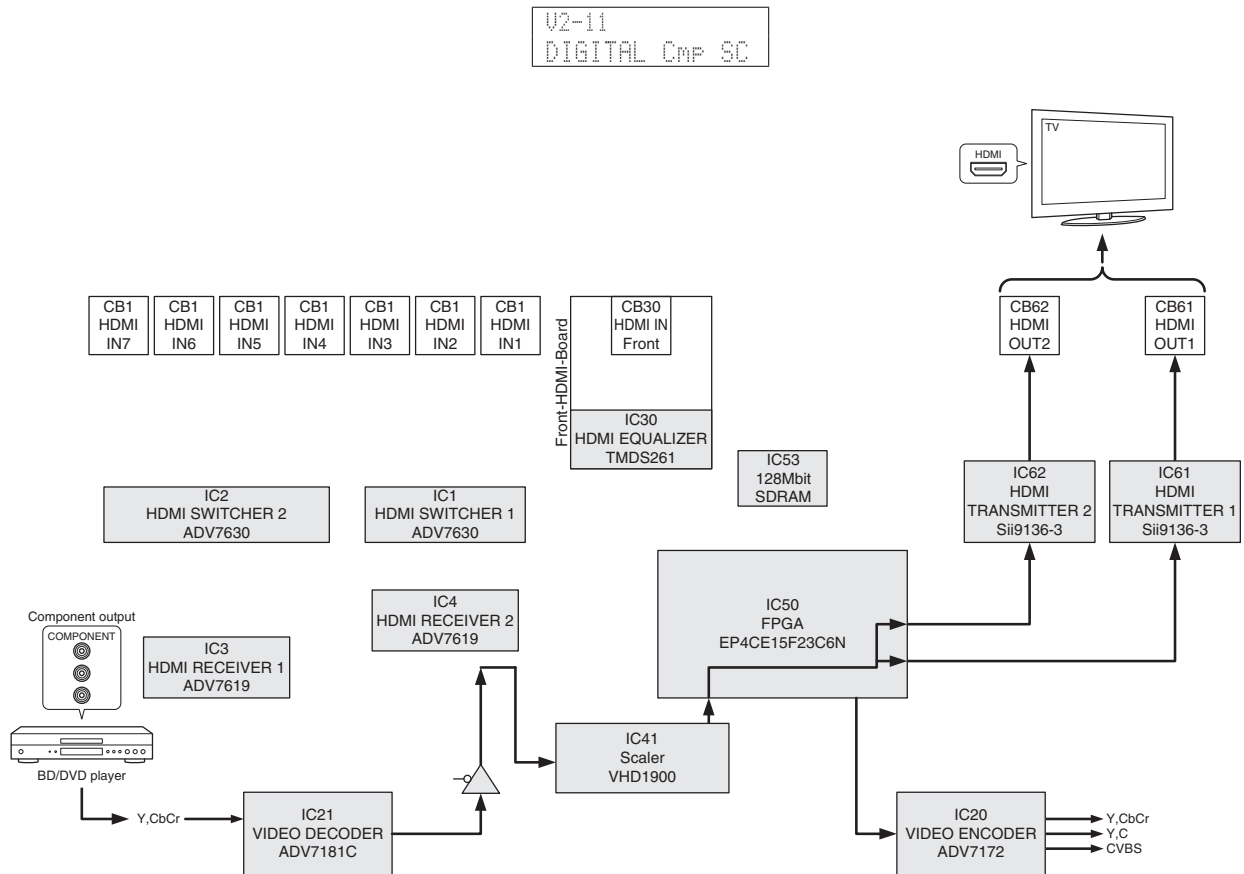 V2-11
DIGITAL Cmp SC
TV
HDMI
CB1
HDMI
IN7
CB1
HDMI
IN6
CB1
HDMI
IN5
CB1
HDMI
IN4
CB1
HDMI
IN3
CB1
HDMI
IN2
CB1
HDMI
IN1
Front-HDMI-Board
CB30
HDMI IN
Front
CB62
HDMI
OUT2
CB61
HDMI
OUT1
IC30
HDMI EQUALIZER
TMDS261
IC53
128Mbit
SDRAM
IC62
HDMI
TRANSMITTER 2
Sii9136-3
IC61
HDMI
TRANSMITTER 1
Sii9136-3
IC2
HDMI SWITCHER 2
ADV7630
IC1
HDMI SWITCHER 1
ADV7630
IC50
FPGA
EP4CE15F23C6N
IC4
HDMI RECEIVER 2
ADV7619
Component output
COMPONENT
IC3
HDMI RECEIVER 1
ADV7619
BD/DVD player
IC41
Scaler
VHD1900
Y,CbCr
IC21
VIDEO DECODER
ADV7181C
IC20
VIDEO ENCODER
ADV7172
Y,CbCr
Y,C
CVBS